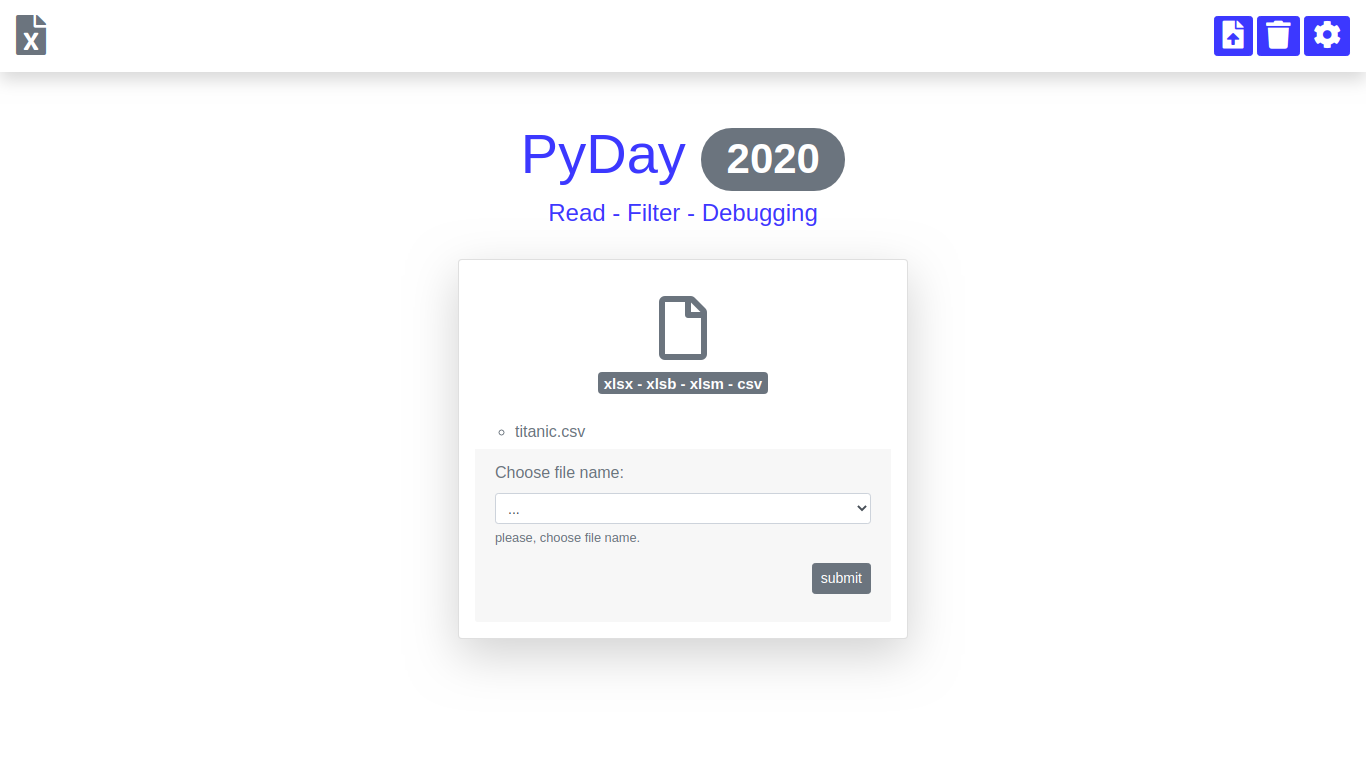 X
PyDay 2020
Read - Filter - Debugging
xlsx - xlsb - xlsm - csv
titanic.csv
Choose file name:
...
please, choose file name.
submit